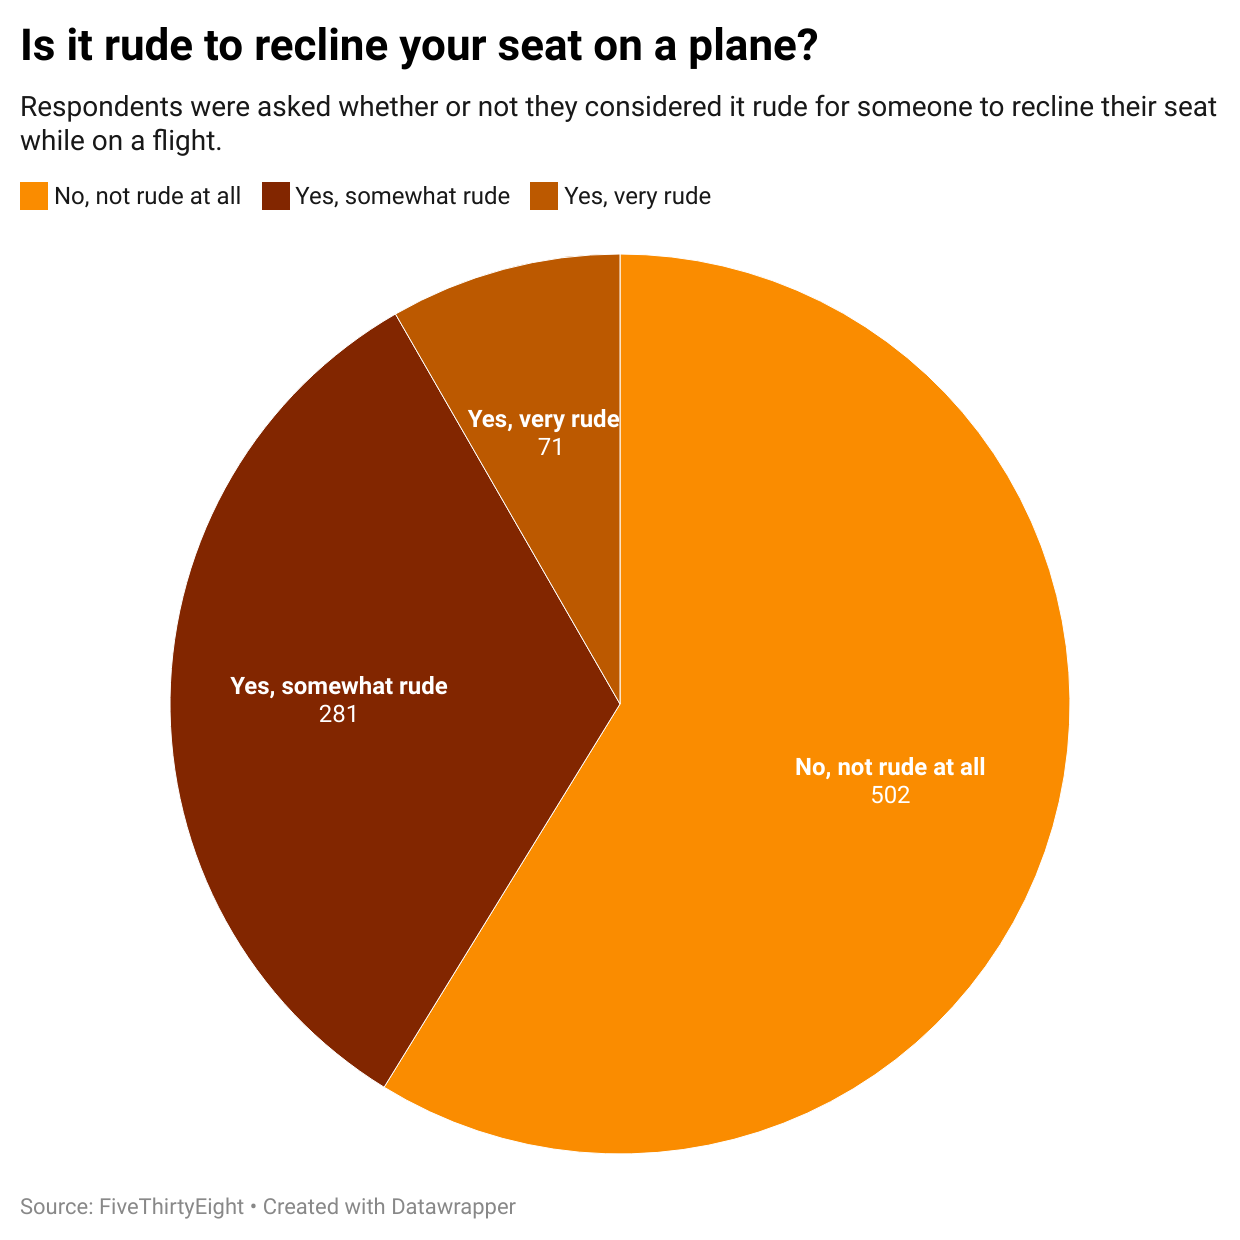 Is it rude to recline your seat on a plane?
Respondents were asked whether or not they considered it rude for someone to recline their seat
while on a flight.
No, not rude at all Yes, somewhat rude Yes, very rude
Yes, very rude
71
Yes, somewhat rude
281
No, not rude at all
502
Source: FiveThirtyEight • Created with Datawrapper